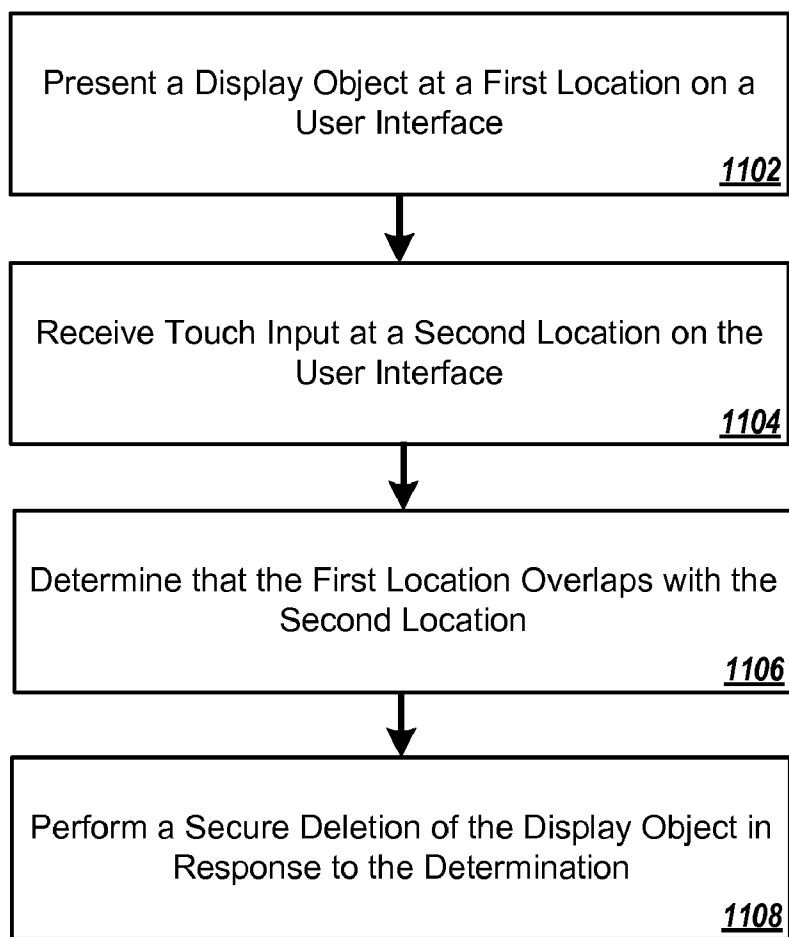 Present a Display Object at a First Location on a
User Interface
1102
Receive Touch Input at a Second Location on the
User Interface
1104
Determine that the First Location Overlaps with the
Second Location
1106
Perform a Secure Deletion of the Display Object in
Response to the Determination
1108